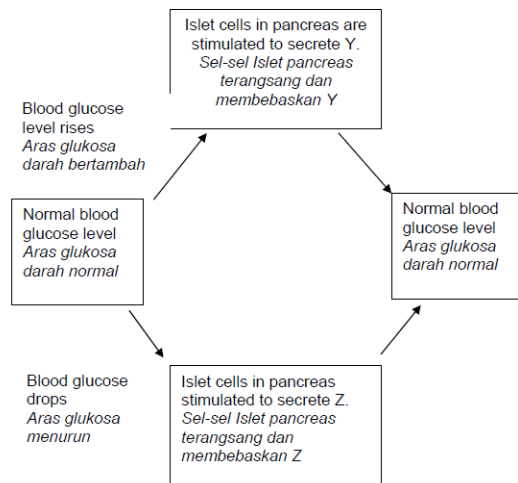 Islet cells in pancreas are
stimulated to secrete Y.
Sel-sel Islet pancreas
terangsang dan
membebaskan Y
Blood glucose
level rises
Aras glukosa
darah bertambah
Normal blood
glucose level
Aras glukosa
darah normal
Normal blood
glucose level
Aras glukosa
darah normal
Blood glucose
drops
Aras glukosa
menurun
Islet cells in pancreas
stimulated to secrete Z.
Sel-sel Islet pancreas
terangsang dan
membebaskan Z